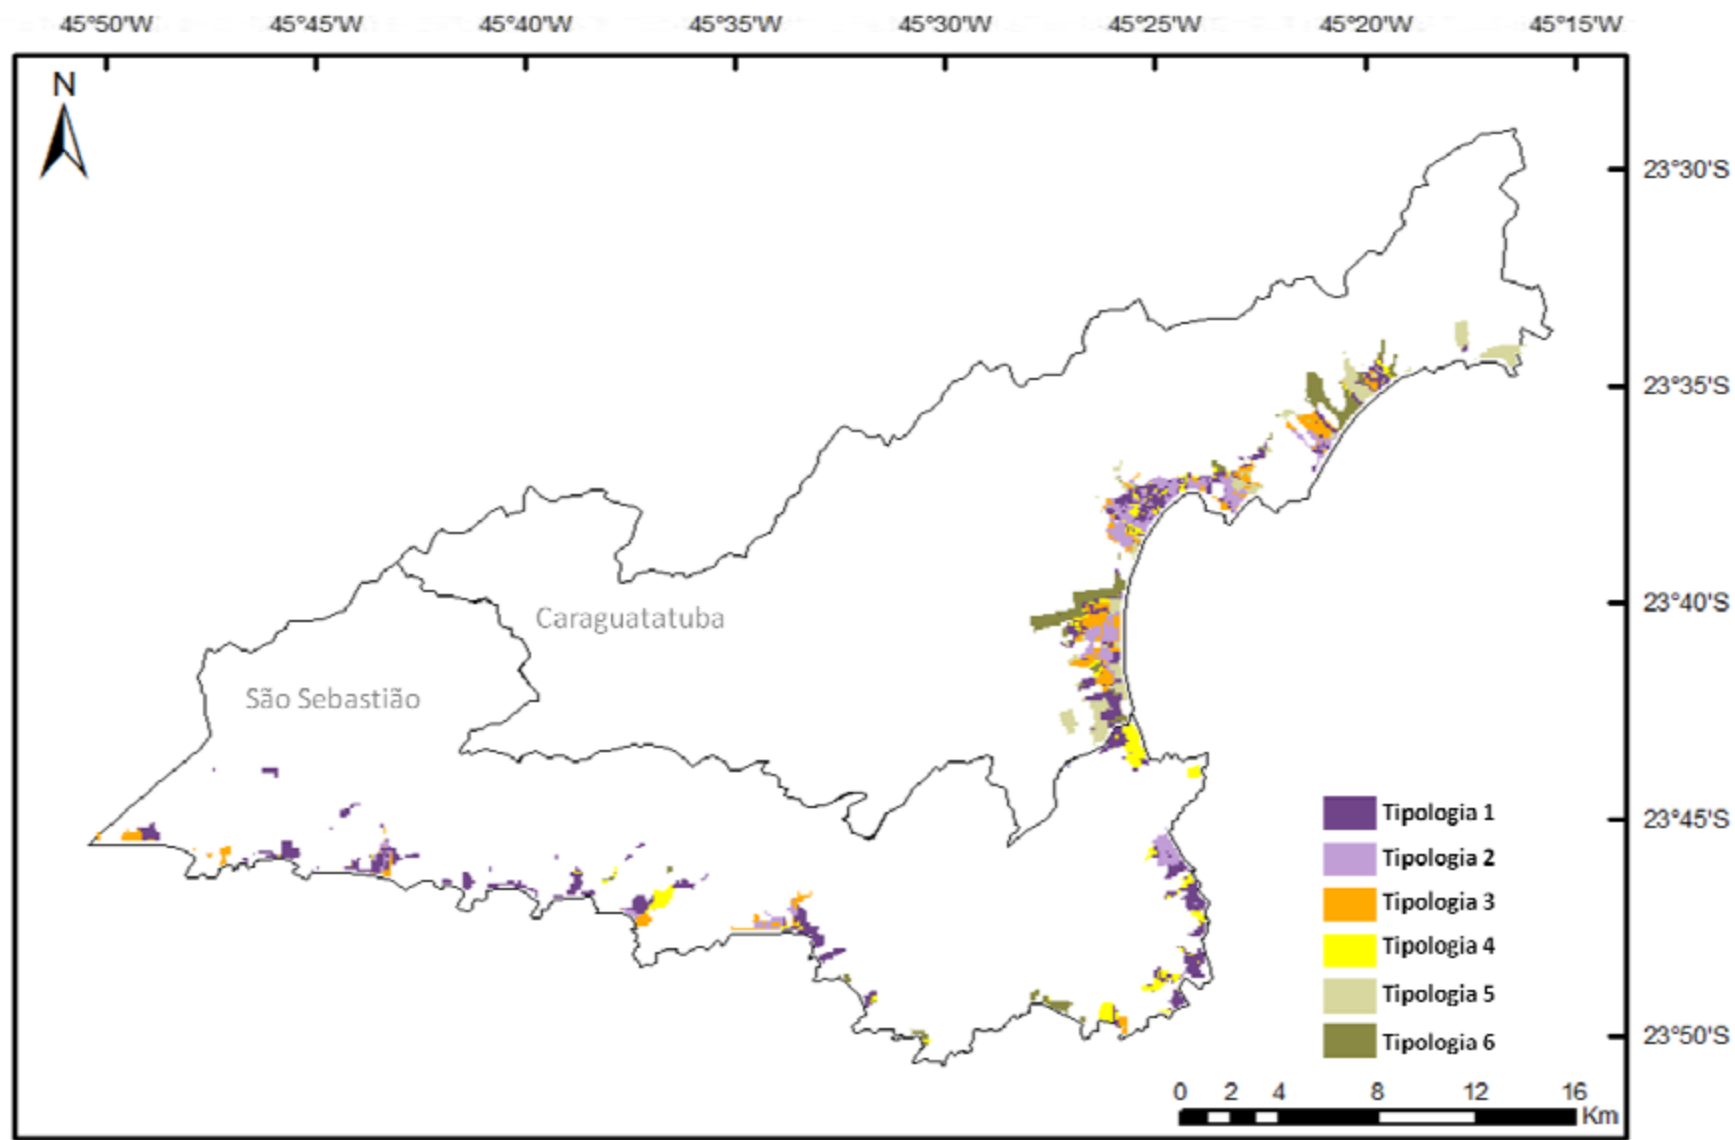 45°50'W 45°45'W 45°40'W 45°35'W 45°30'W 45°25'W 45°20'W 45°15'W
N
23°30'S
23°35'S
23°40'S
Caraguatatuba
São Sebastião
23°45'S
Tipologia 1
Tipologia 2
Tipologia 3
Tipologia 4
Tipologia 5
Tipologia 6
23°50'S
0 2 4 8 12 16
Km